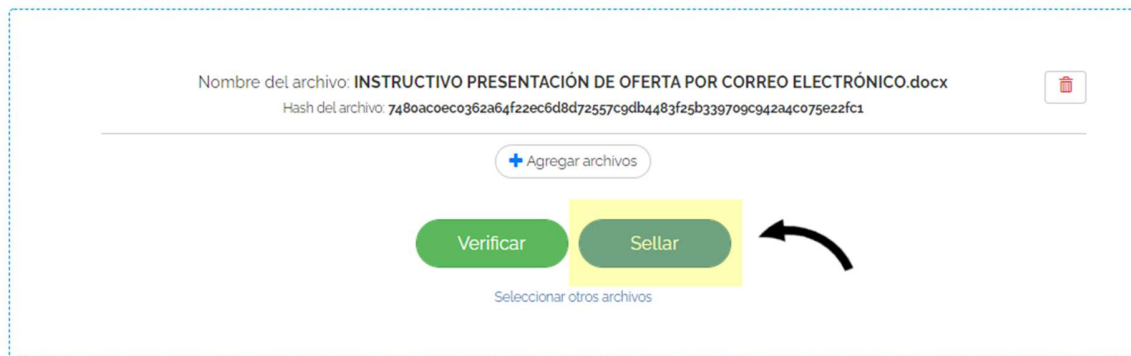 Nombre del archivo: INSTRUCTIVO PRESENTACIÓN DE OFERTA POR CORREO ELECTRÓNICO.docx
Hash del archivo: 7480ac0ec0362a64f22ec6d8d72557c9db4483f25b339709c942a4c075e22fc1
Agregar archivos
Verificar
Sellar
Seleccionar otros archivos